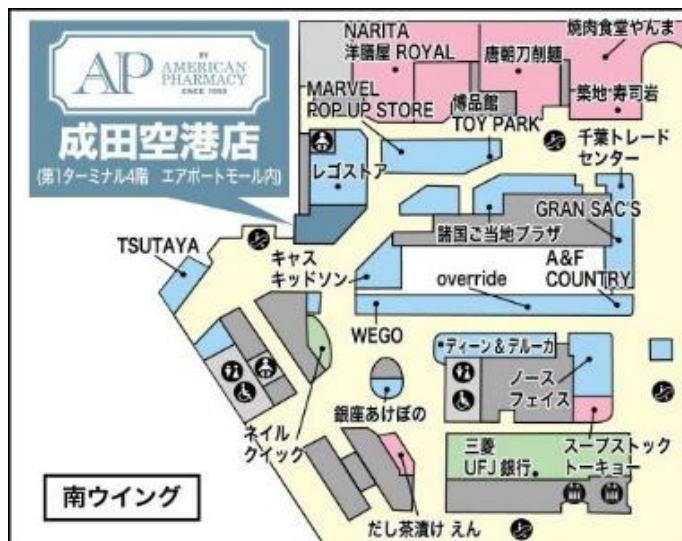 AP
BY
AMERICAN
PHARMACY
SINCE 1950
成田空港店
(第1ターミナル4階 エアポートモール内)
NARITA
洋膳屋 ROYAL
焼肉食堂やんま
唐朝刀削麺
MARVEL
POP UP STORE
博品館
TOY PARK
築地 寿司岩
千葉トレード
センター
レゴストア
GRAN SAC'S
諸国ご当地プラザ
TSUTAYA
キャス
キッドソン
A&F
COUNTRY
override
WEGO
ディーン&デルーカ
ノース
フェイス
銀座あけぼの
ネイル
クイック
三菱
UFJ 銀行
スープストック
トーキョー
南ウイング
だし茶漬け えん